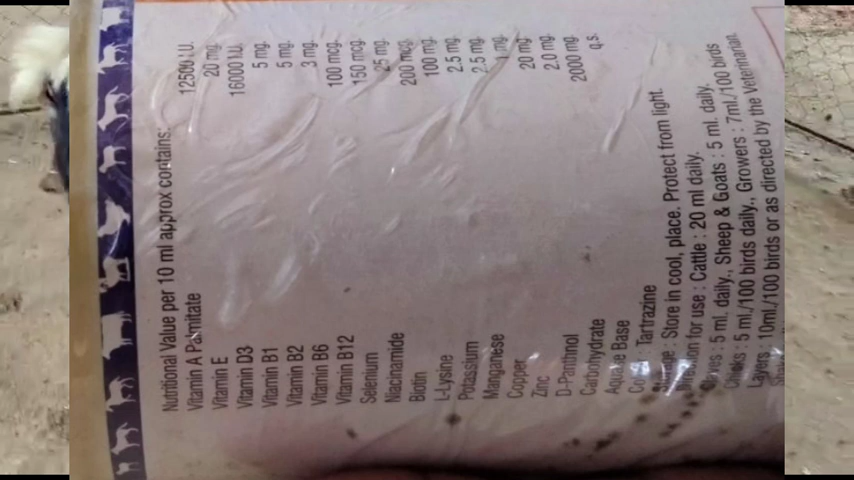 Nutritional Value per 10 ml approx contains:
Vitamin A Palmitate 12500 I.U.
Vitamin E 20 mg.
Vitamin D3 16000 I.U.
Vitamin B1 5 mg.
Vitamin B2 5 mg.
Vitamin B6 3 mg.
Vitamin B12 100 mcg.
Selenium 150 mcg.
Niacinamide 25 mg.
Biotin 200 mcg.
L-Lysine 100 mg.
Potassium 2.5 mg.
Manganese 2.5 mg.
Copper 1 mg.
Zinc 20 mg.
D-Panthinol 2.0 mg.
Carbohydrate 2000 mg.
Base q.s.
Tartrazine
: Store in cool, place. Protect from light.
Direction for use : Cattle : 20 ml daily.
: 5 ml. daily., Sheep & Goats : 5 ml. daily.
Chicks : 5 ml./100 birds daily., Growers : 7ml./100 birds
Layers : 10ml./100 birds or as directed by the Veterinarian.